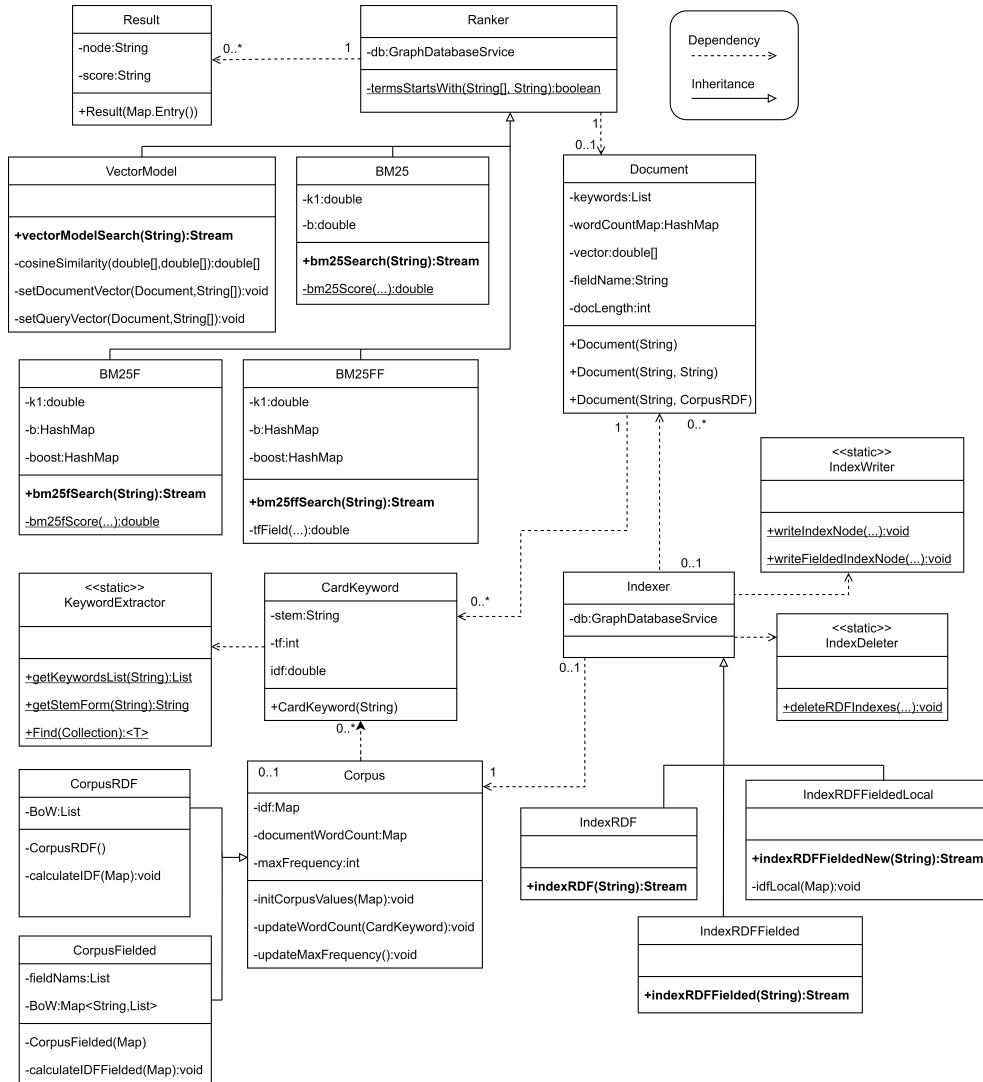 Result
-node:String
-score:String
+Result(Map.Entry())
0..*
1
Ranker
-db:GraphDatabaseSrvice
-termsStartsWith(String[], String):boolean
Dependency
Inheritance
1
0..1
VectorModel
+vectorModelSearch(String):Stream
-cosineSimilarity(double[],double[]):double[]
-setDocumentVector(Document,String[]):void
-setQueryVector(Document,String[]):void
BM25
-k1:double
-b:double
+bm25Search(String):Stream
-bm25Score(...):double
Document
-keywords:List
-wordCountMap:HashMap
-vector:double[]
-fieldName:String
-docLength:int
+Document(String)
+Document(String, String)
+Document(String, CorpusRDF)
1
0..*
BM25F
-k1:double
-b:HashMap
-boost:HashMap
+bm25fSearch(String):Stream
-bm25fScore(...):double
BM25FF
-k1:double
-b:HashMap
-boost:HashMap
+bm25ffSearch(String):Stream
-tfField(...):double
<<static>>
IndexWriter
+writeIndexNode(...):void
+writeFieldedIndexNode(...):void
<<static>>
KeywordExtractor
+getKeywordsList(String):List
+getStemForm(String):String
+Find(Collection):<T>
CardKeyword
-stem:String
-tf:int
idf:double
+CardKeyword(String)
0..*
0..*
0..1
Indexer
-db:GraphDatabaseSrvice
0..1
<<static>>
IndexDeleter
+deleteRDFIndexes(...):void
CorpusRDF
-BoW:List
-CorpusRDF()
-calculateIDF(Map):void
0..1
Corpus
1
-idf:Map
-documentWordCount:Map
-maxFrequency:int
-initCorpusValues(Map):void
-updateWordCount(CardKeyword):void
-updateMaxFrequency():void
IndexRDF
+indexRDF(String):Stream
IndexRDFFieldedLocal
+indexRDFFieldedNew(String):Stream
-idfLocal(Map):void
IndexRDFFielded
+indexRDFFielded(String):Stream
CorpusFielded
-fieldNams:List
-BoW:Map<String,List>
-CorpusFielded(Map)
-calculateIDFFielded(Map):void